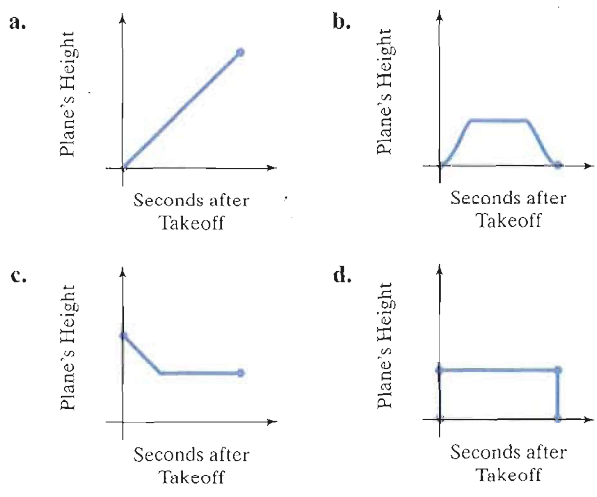 a.
Plane's Height
Seconds after
Takeoff
b.
Plane's Height
Seconds after
Takeoff
c.
Plane's Height
Seconds after
Takeoff
d.
Plane's Height
Seconds after
Takeoff